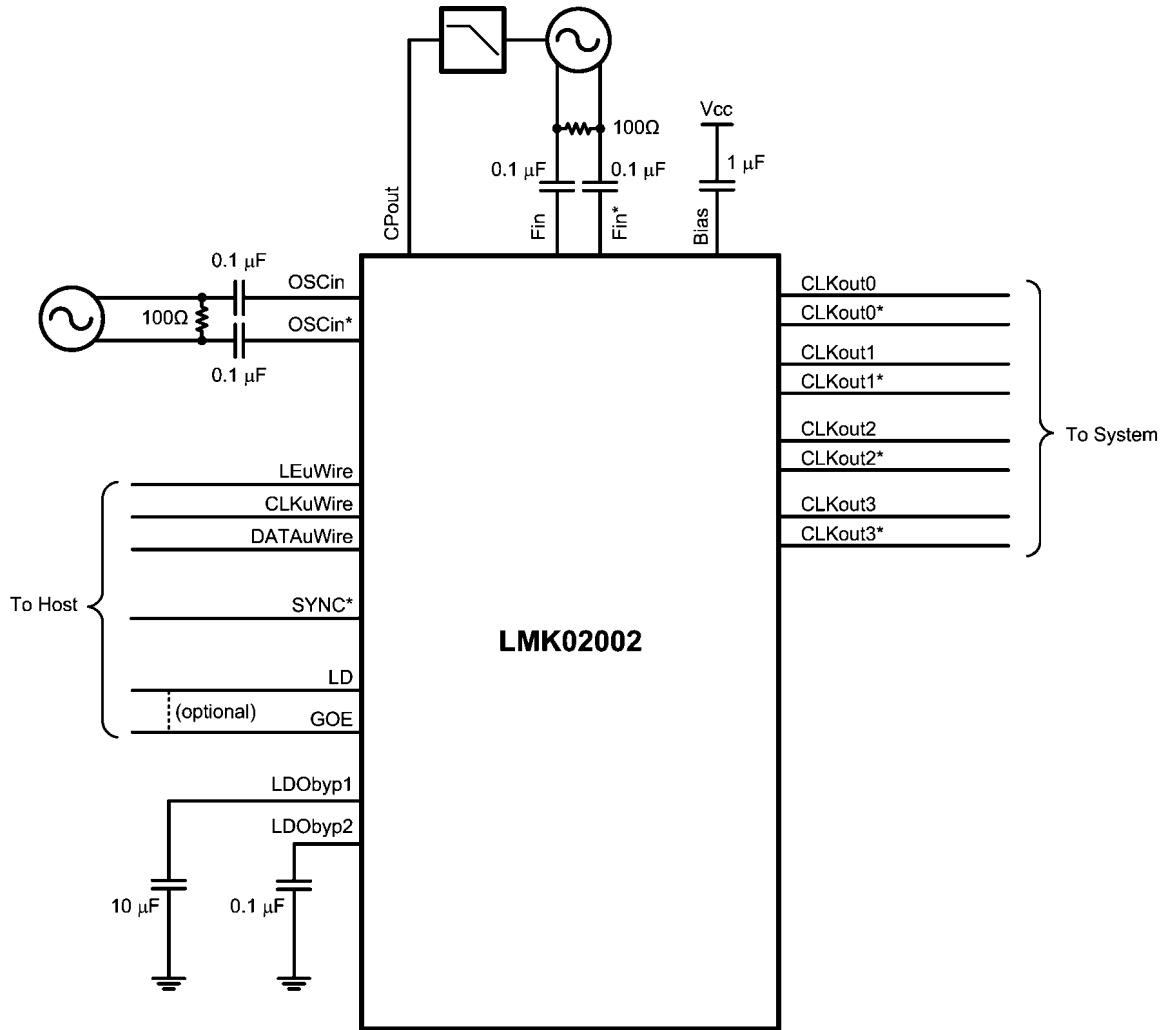 100Ω
Vcc
0.1 µF
0.1 µF
1 µF
CPout
Fin
Fin*
Bias
0.1 µF
OSCin
100Ω
OSCin*
0.1 µF
CLKout0
CLKout0*
CLKout1
CLKout1*
CLKout2
CLKout2*
CLKout3
CLKout3*
To System
LEuWire
CLKuWire
DATAuWire
To Host
SYNC*
LMK02002
LD
(optional)
GOE
LDObyp1
LDObyp2
10 µF
0.1 µF